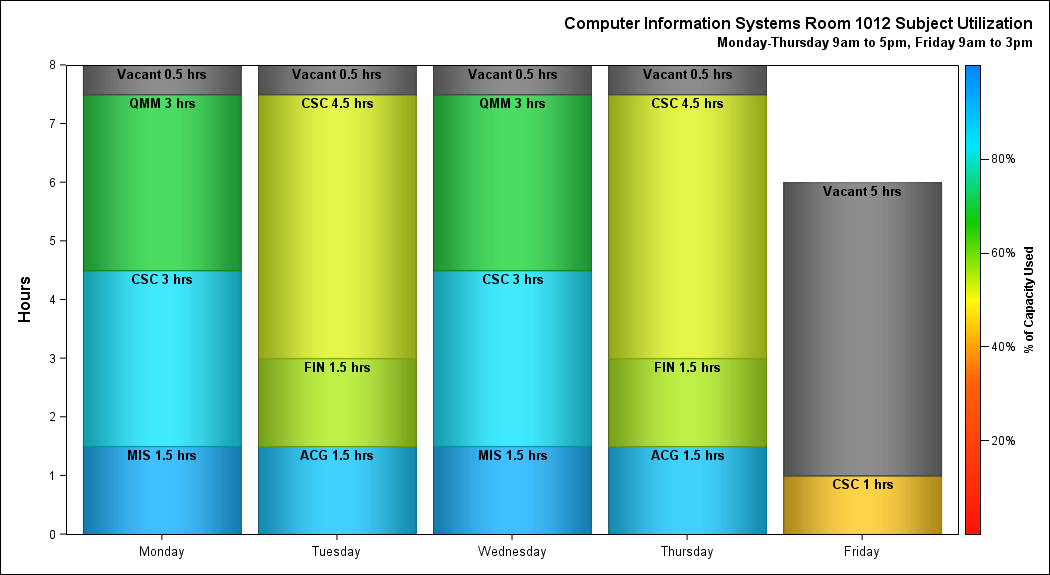 Computer Information Systems Room 1012 Subject Utilization
Monday-Thursday 9am to 5pm, Friday 9am to 3pm
Hours
8
7
6
5
4
3
2
1
0
Vacant 0.5 hrs
QMM 3 hrs
CSC 3 hrs
MIS 1.5 hrs
Monday
Vacant 0.5 hrs
CSC 4.5 hrs
FIN 1.5 hrs
ACG 1.5 hrs
Tuesday
Vacant 0.5 hrs
QMM 3 hrs
CSC 3 hrs
MIS 1.5 hrs
Wednesday
Vacant 0.5 hrs
CSC 4.5 hrs
FIN 1.5 hrs
ACG 1.5 hrs
Thursday
Vacant 5 hrs
CSC 1 hrs
Friday
80%
60%
40%
20%
% of Capacity Used